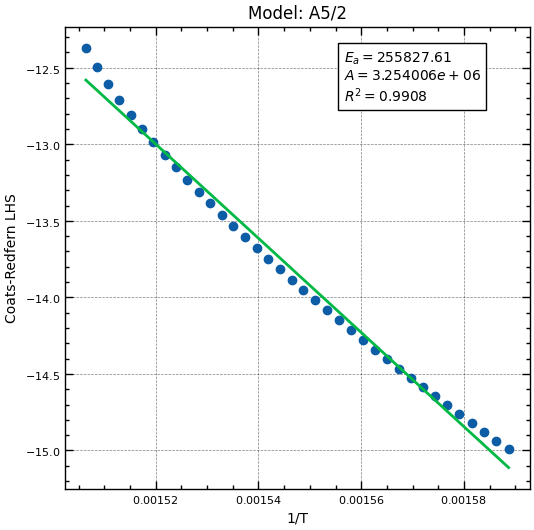 Model: A5/2
E_a = 255827.61
A = 3.254006e + 06
R^2 = 0.9908
Coats-Redfern LHS
−12.5
−13.0
−13.5
−14.0
−14.5
−15.0
0.00152 0.00154 0.00156 0.00158
1/T